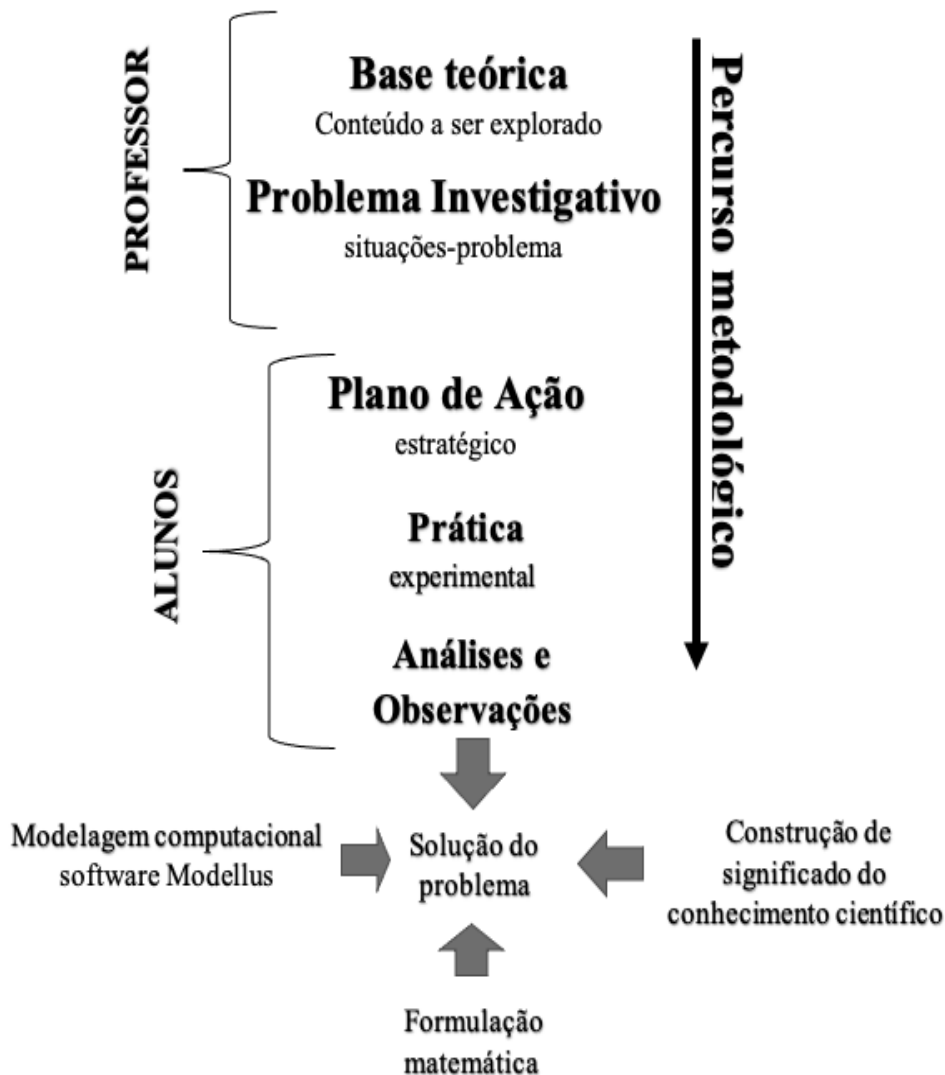 PROFESSOR
Base teórica
Conteúdo a ser explorado
Problema Investigativo
situações-problema
Percurso metodológico
ALUNOS
Plano de Ação
estratégico
Prática
experimental
Análises e
Observações
Modelagem computacional
software Modellus
Solução do
problema
Construção de
significado do
conhecimento científico
Formulação
matemática